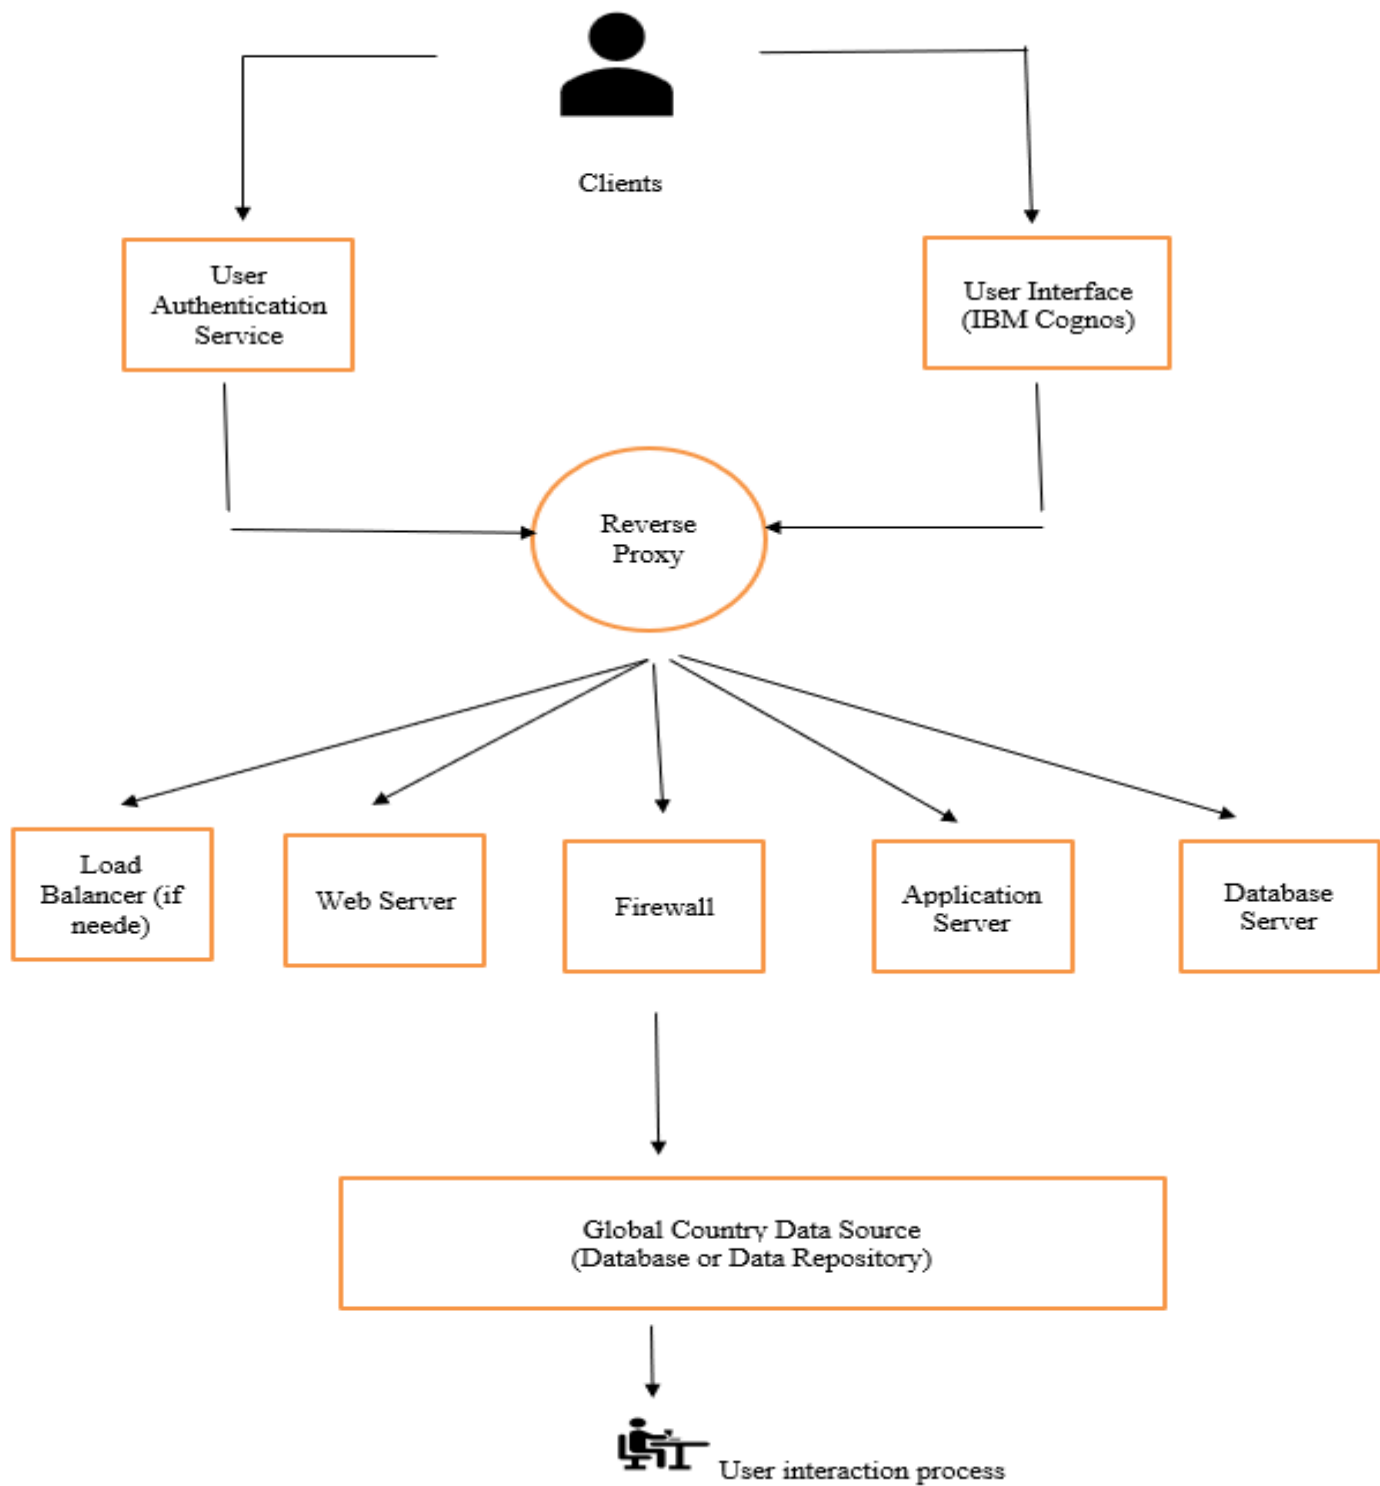 Clients
User
Authentication
Service
User Interface
(IBM Cognos)
Reverse
Proxy
Load
Balancer (if
neede)
Web Server
Firewall
Application
Server
Database
Server
Global Country Data Source
(Database or Data Repository)
User interaction process